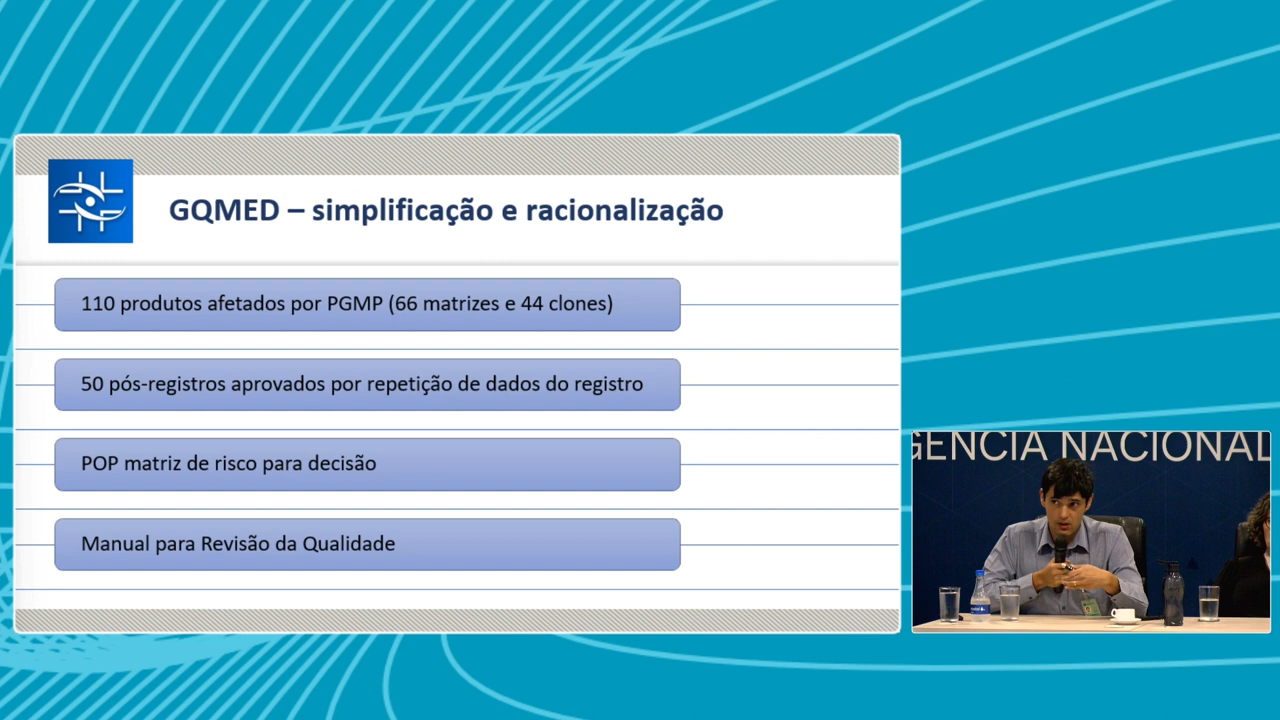 GQMED – simplificação e racionalização
110 produtos afetados por PGMP (66 matrizes e 44 clones)
50 pós-registros aprovados por repetição de dados do registro
POP matriz de risco para decisão
Manual para Revisão da Qualidade
GENCIA NACIONAL